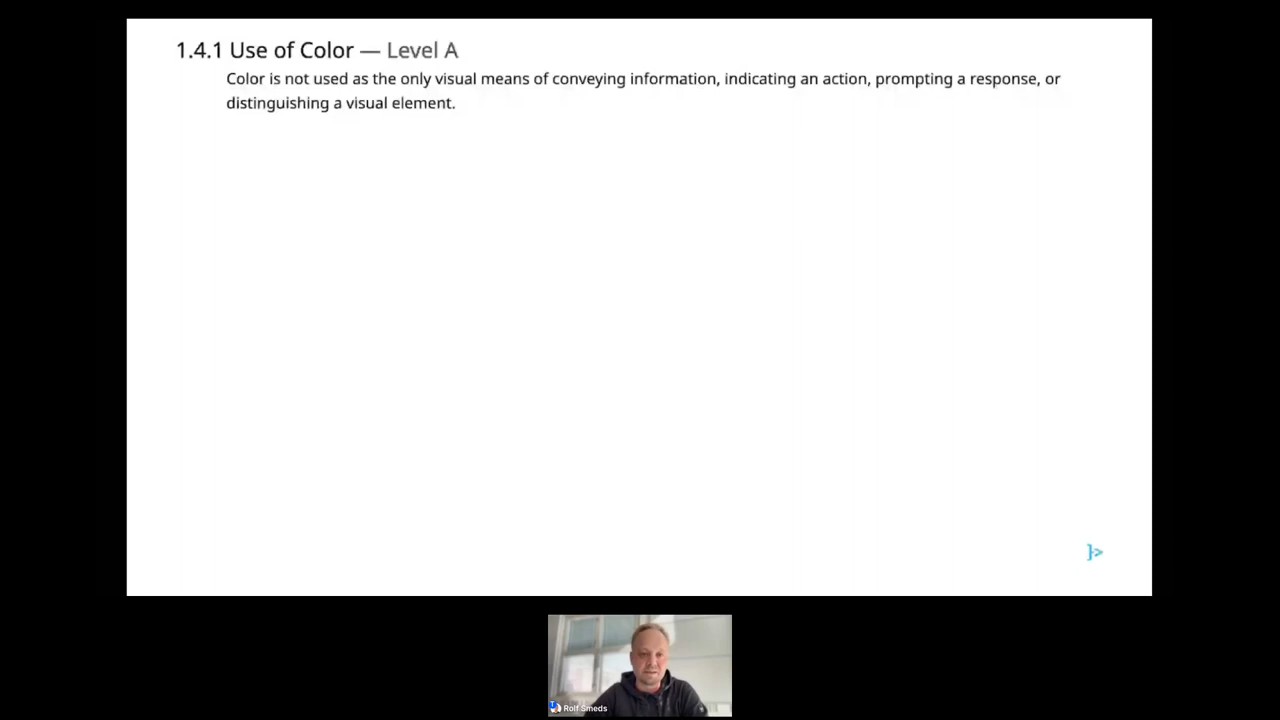 1.4.1 Use of Color — Level A
Color is not used as the only visual means of conveying information, indicating an action, prompting a response, or
distinguishing a visual element.
}>
Rolf Smeds